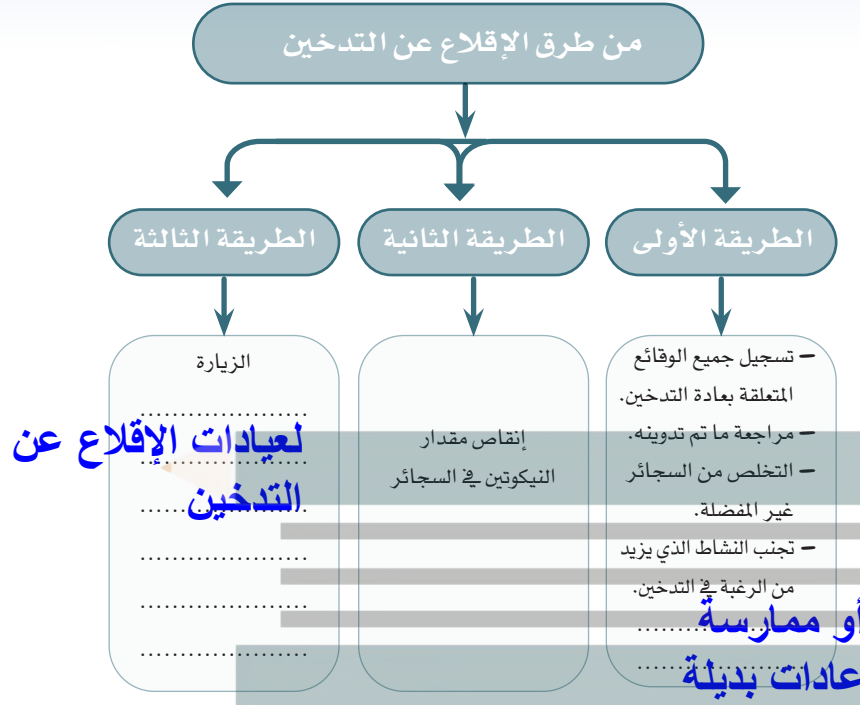 من طرق الإقلاع عن التدخين
الطريقة الأولى
الطريقة الثانية
الطريقة الثالثة
– تسجيل جميع الوقائع
المتعلقة بعادة التدخين.
– مراجعة ما تم تدوينه.
– التخلص من السجائر
غير المفضلة.
– تجنب النشاط الذي يزيد
من الرغبة في التدخين.
أو ممارسة
عادات بديلة
إنقاص مقدار
النيكوتين في السجائر
الزيارة
لعيادات الإقلاع عن
التدخين